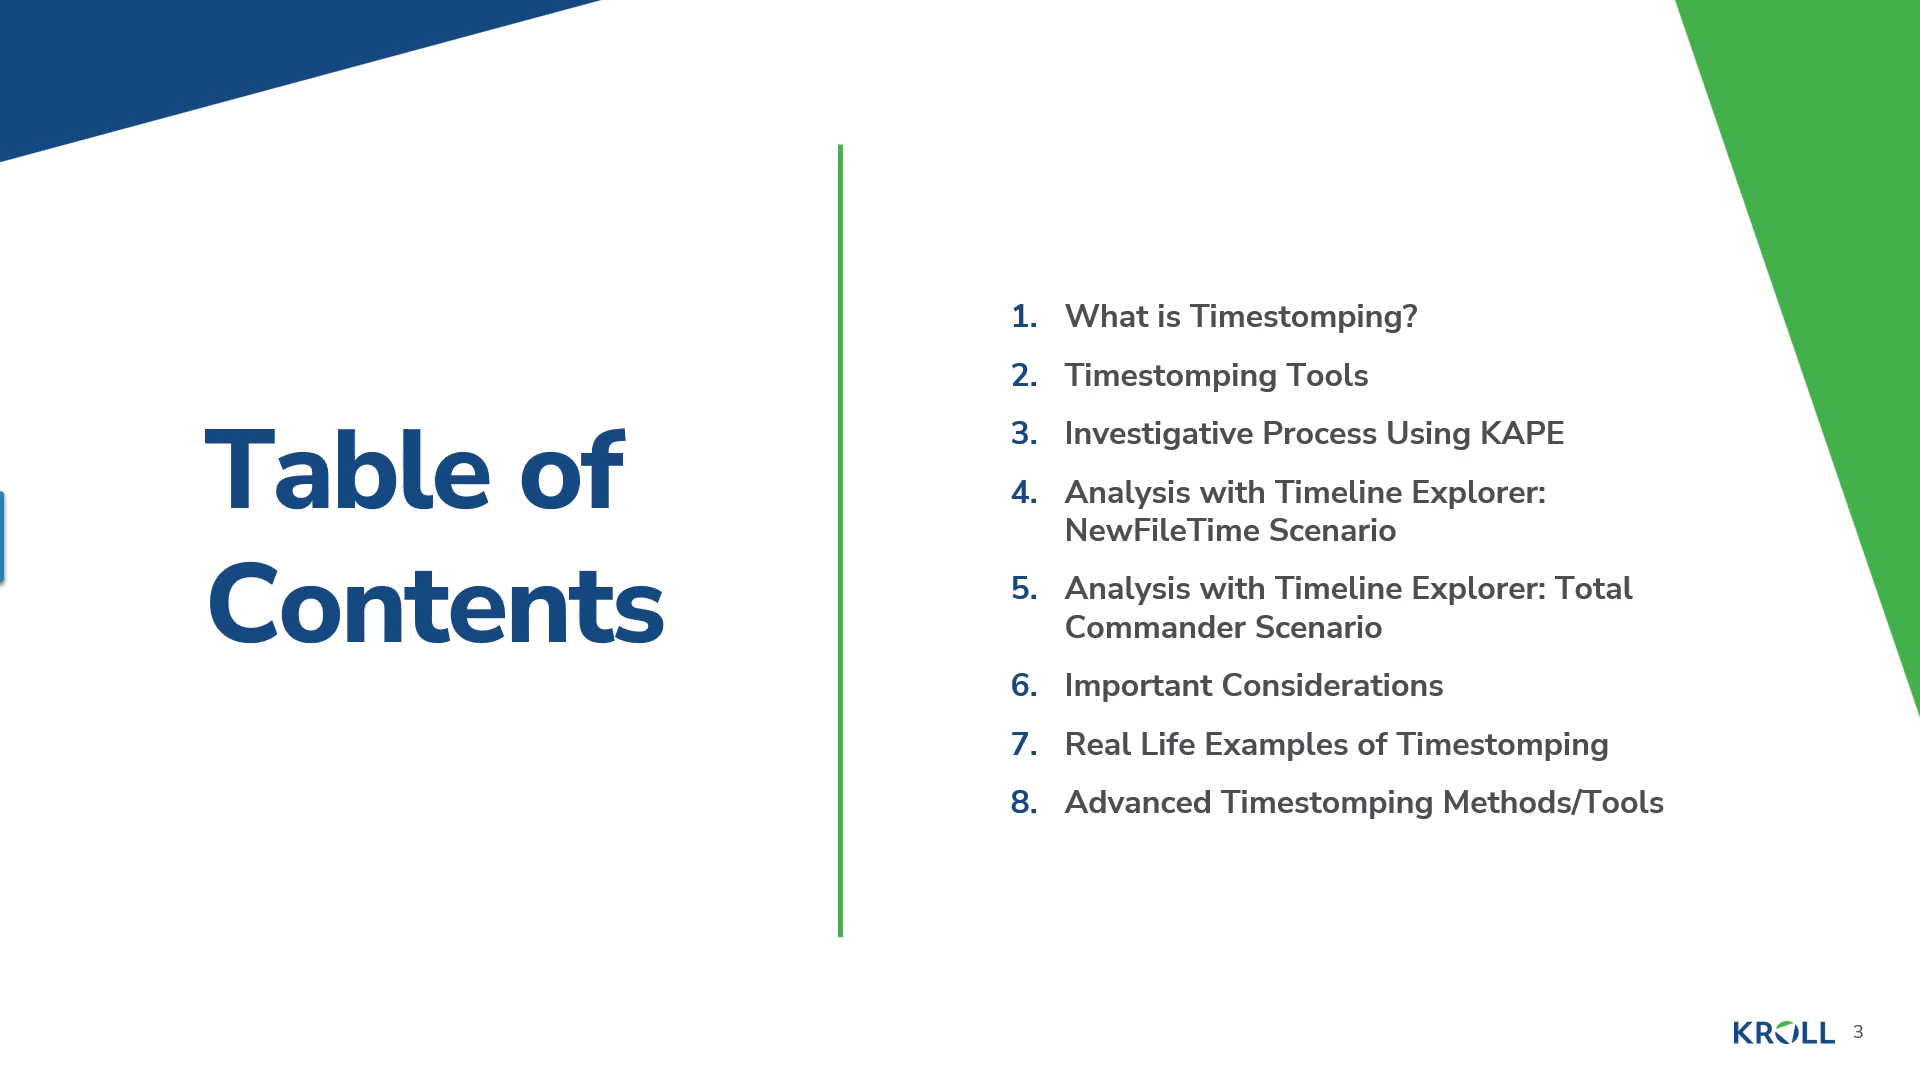 Table of
Contents
1. What is Timestomping?
2. Timestomping Tools
3. Investigative Process Using KAPE
4. Analysis with Timeline Explorer:
NewFileTime Scenario
5. Analysis with Timeline Explorer: Total
Commander Scenario
6. Important Considerations
7. Real Life Examples of Timestomping
8. Advanced Timestomping Methods/Tools
KROLL 3